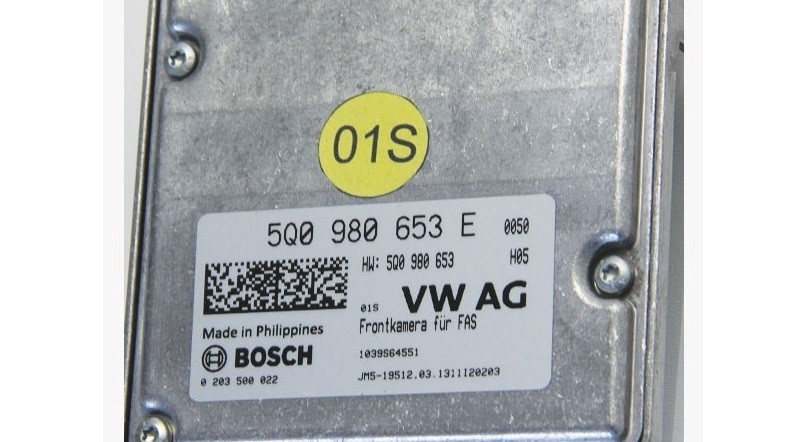 01S
5Q0 980 653 E 0050
HW: 5Q0 980 653 H05
01S VW AG
Made in Philippines Frontkamera für FAS
BOSCH 1039S64551
0 203 500 022 JM5-19512.03.1311120203